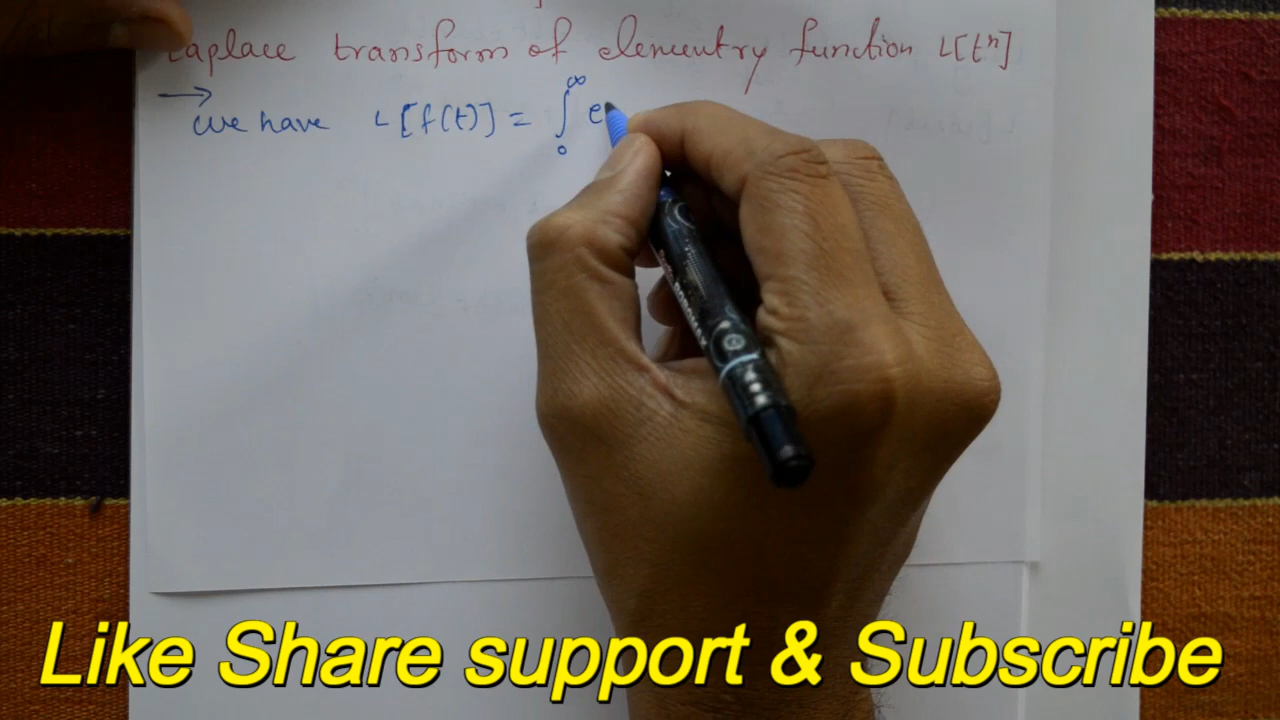 Laplace transform of elementry function L[tⁿ]
→ we have L[f(t)] = ∫₀^∞ e
Like Share support & Subscribe